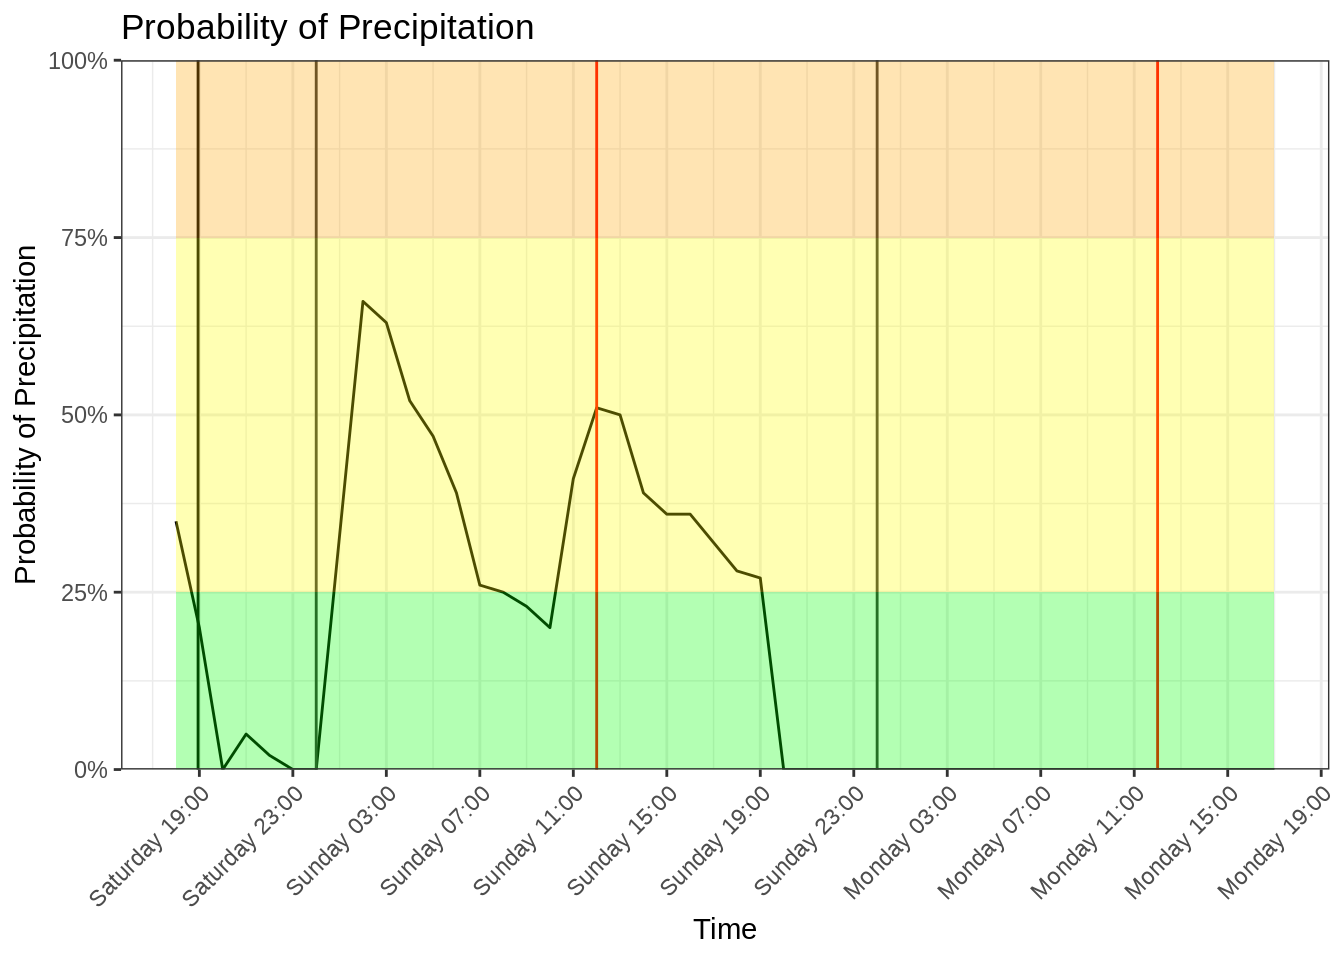 Probability of Precipitation
Probability of Precipitation
100%
75%
50%
25%
0%
Saturday 19:00
Saturday 23:00
Sunday 03:00
Sunday 07:00
Sunday 11:00
Sunday 15:00
Sunday 19:00
Sunday 23:00
Monday 03:00
Monday 07:00
Monday 11:00
Monday 15:00
Monday 19:00
Time